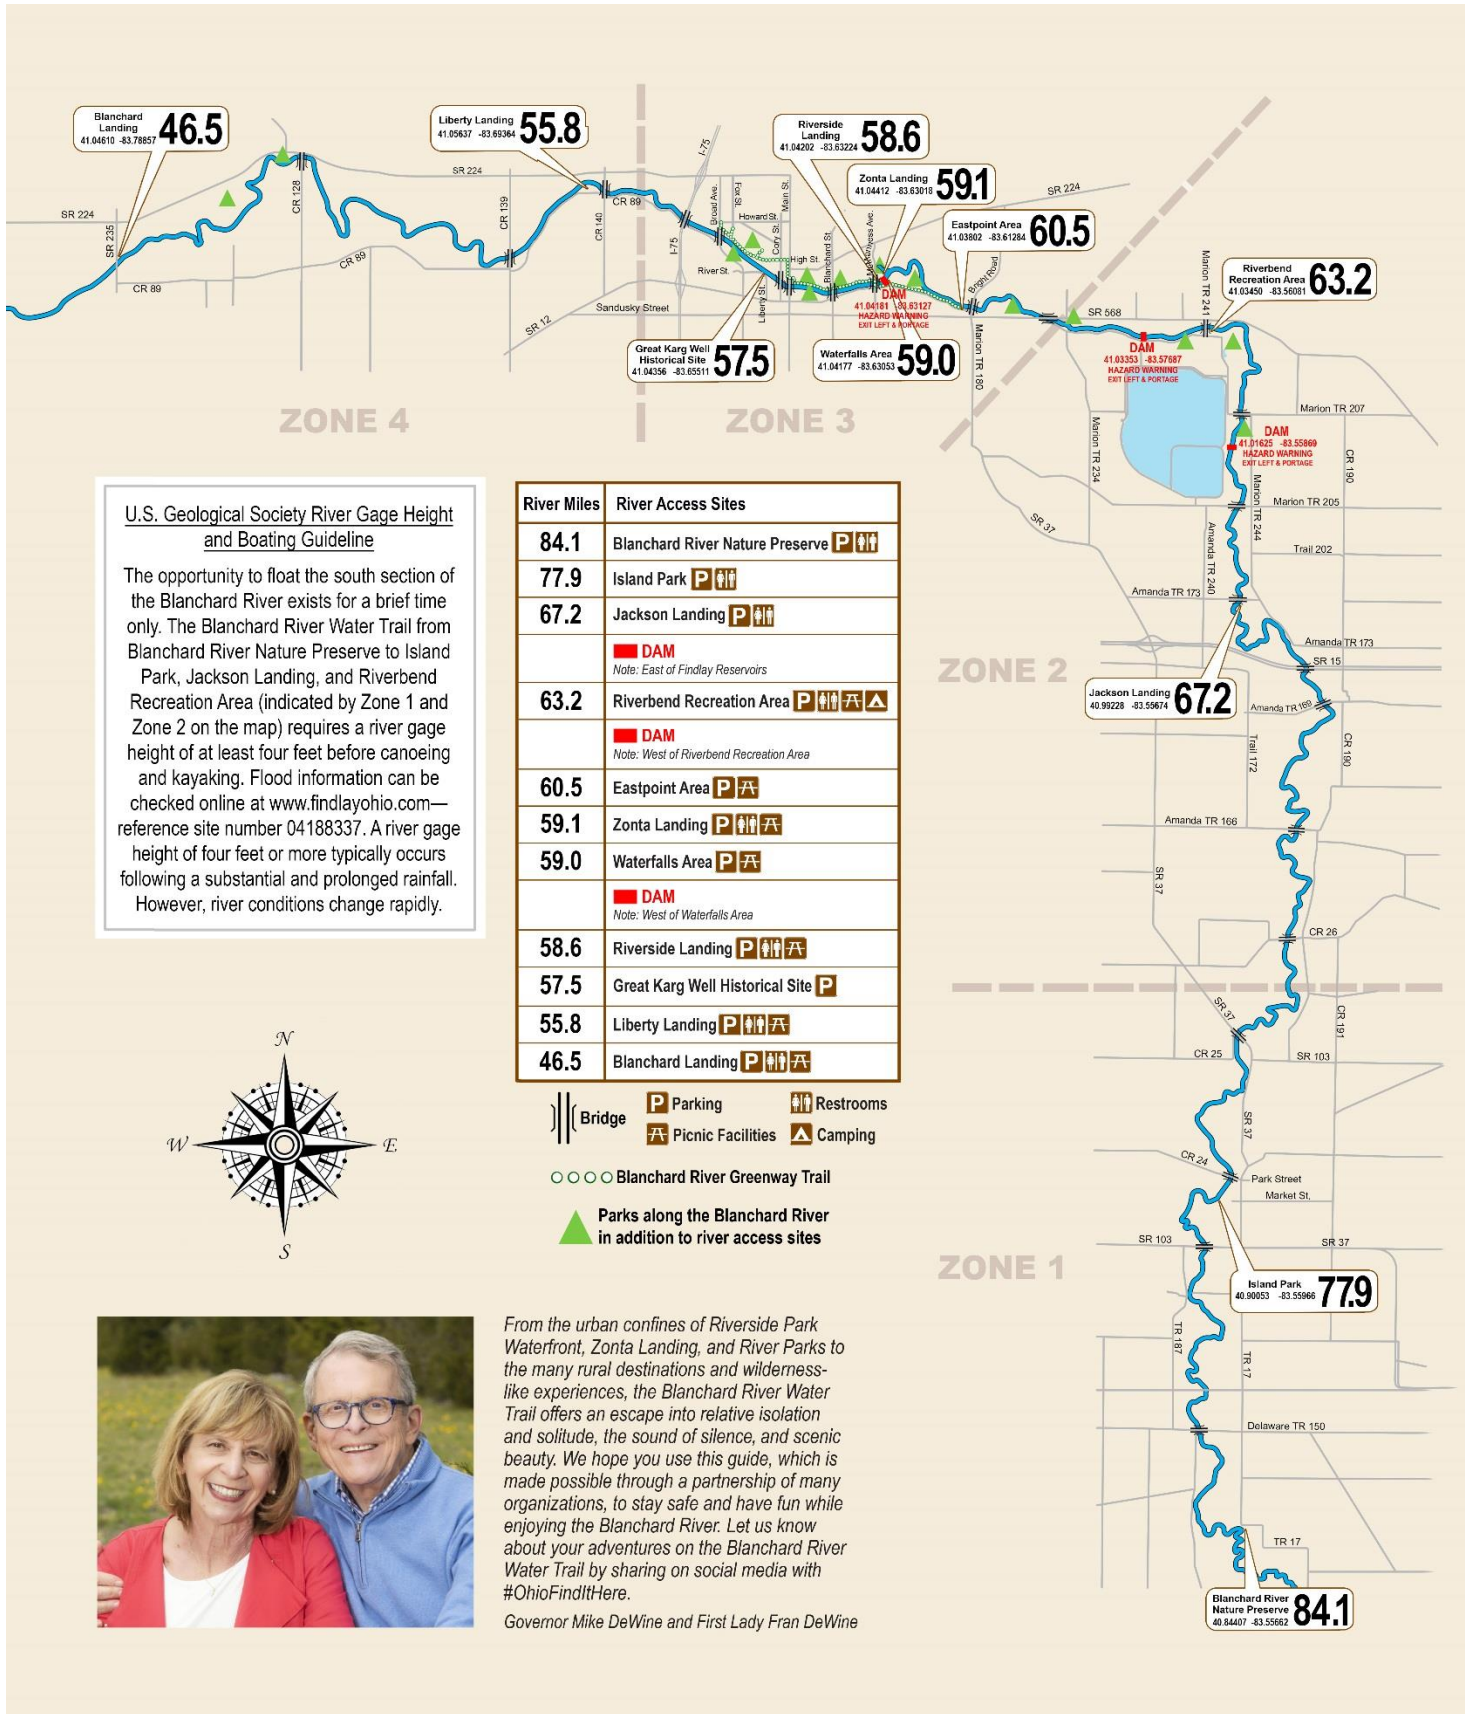 Blanchard
Landing
41.04610 -83.78857
46.5
Liberty Landing
41.05637 -83.69364
55.8
Riverside
Landing
41.04202 -83.63224
58.6
Zonta Landing
41.04412 -83.63018
59.1
Eastpoint Area
41.03802 -83.61284
60.5
Riverbend
Recreation Area
41.03450 -83.56081
63.2
Great Karg Well
Historical Site
41.04356 -83.65511
57.5
Waterfalls Area
41.04177 -83.63053
59.0
SR 224
SR 235
CR 89
CR 128
SR 224
CR 89
CR 139
CR 140
CR 89
I-75
I-75
Broad Ave.
Fox St.
Howard St.
Main St.
Cory St.
High St.
River St.
Liberty St.
Blanchard St.
Sandusky Street
SR 12
SR 224
Bright Road
Marion TR 180
SR 568
Marion TR 241
DAM
41.04181 -83.63127
HAZARD WARNING
EXIT LEFT & PORTAGE
DAM
41.03353 -83.57687
HAZARD WARNING
EXIT LEFT & PORTAGE
DAM
41.01625 -83.55869
HAZARD WARNING
EXIT LEFT & PORTAGE
ZONE 4
ZONE 3
Marion TR 207
Marion TR 234
CR 190
Marion TR 244
Marion TR 205
SR 37
Amanda TR 240
Trail 202
Amanda TR 173
Amanda TR 173
SR 15
ZONE 2
Jackson Landing
40.99228 -83.55674
67.2
Amanda TR 169
Trail 172
CR 190
Amanda TR 166
SR 37
CR 26
SR 37
CR 191
CR 25
SR 103
SR 37
CR 24
Park Street
Market St.
SR 103
SR 37
ZONE 1
Island Park
40.90053 -83.55966
77.9
TR 187
TR 17
Delaware TR 150
TR 17
Blanchard River
Nature Preserve
40.84407 -83.55662
84.1
U.S. Geological Society River Gage Height
and Boating Guideline
The opportunity to float the south section of
the Blanchard River exists for a brief time
only. The Blanchard River Water Trail from
Blanchard River Nature Preserve to Island
Park, Jackson Landing, and Riverbend
Recreation Area (indicated by Zone 1 and
Zone 2 on the map) requires a river gage
height of at least four feet before canoeing
and kayaking. Flood information can be
checked online at www.findlayohio.com—
reference site number 04188337. A river gage
height of four feet or more typically occurs
following a substantial and prolonged rainfall.
However, river conditions change rapidly.
River Miles River Access Sites
84.1 Blanchard River Nature Preserve P
77.9 Island Park P
67.2 Jackson Landing P
DAM
Note: East of Findlay Reservoirs
63.2 Riverbend Recreation Area P
DAM
Note: West of Riverbend Recreation Area
60.5 Eastpoint Area P
59.1 Zonta Landing P
59.0 Waterfalls Area P
DAM
Note: West of Waterfalls Area
58.6 Riverside Landing P
57.5 Great Karg Well Historical Site P
55.8 Liberty Landing P
46.5 Blanchard Landing P
Bridge
P Parking
Restrooms
Picnic Facilities
Camping
Blanchard River Greenway Trail
Parks along the Blanchard River
in addition to river access sites
N
W
E
S
From the urban confines of Riverside Park
Waterfront, Zonta Landing, and River Parks to
the many rural destinations and wilderness-
like experiences, the Blanchard River Water
Trail offers an escape into relative isolation
and solitude, the sound of silence, and scenic
beauty. We hope you use this guide, which is
made possible through a partnership of many
organizations, to stay safe and have fun while
enjoying the Blanchard River. Let us know
about your adventures on the Blanchard River
Water Trail by sharing on social media with
#OhioFindItHere.
Governor Mike DeWine and First Lady Fran DeWine